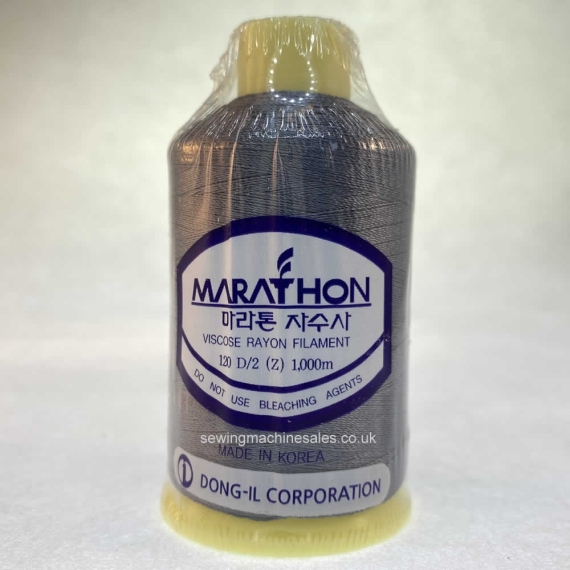 MARATHON
마라톤 자수사
VISCOSE RAYON FILAMENT
120 D/2 (Z) 1,000m
DO NOT USE BLEACHING AGENTS
sewingmachinesales.co.uk
MADE IN KOREA
DONG-IL CORPORATION